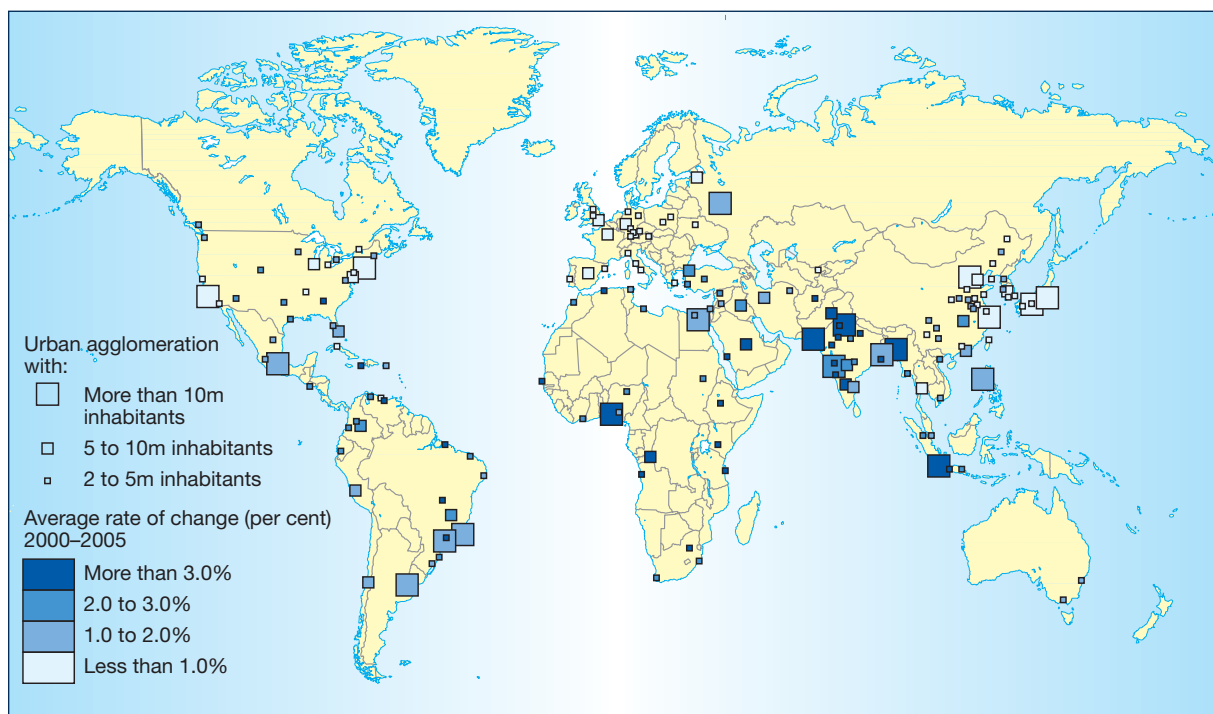 Urban agglomeration
with:
More than 10m
inhabitants
5 to 10m inhabitants
2 to 5m inhabitants
Average rate of change (per cent)
2000–2005
More than 3.0%
2.0 to 3.0%
1.0 to 2.0%
Less than 1.0%